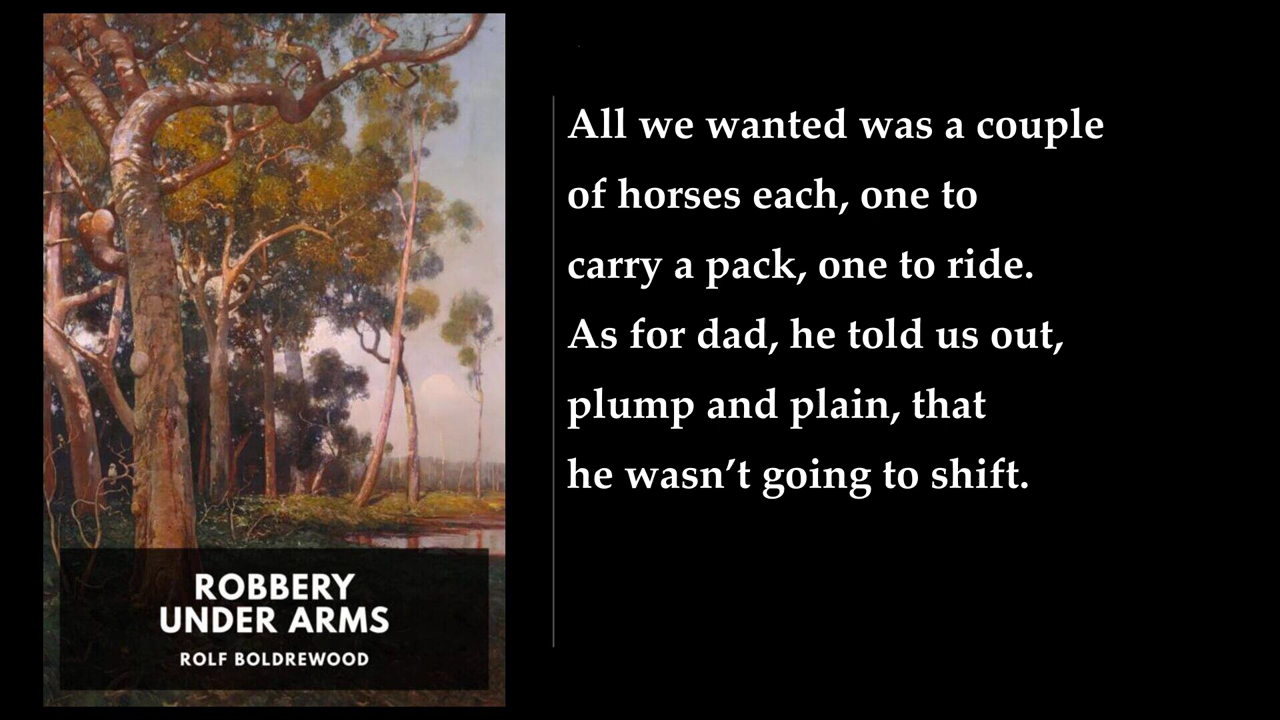 All we wanted was a couple
of horses each, one to
carry a pack, one to ride.
As for dad, he told us out,
plump and plain, that
he wasn’t going to shift.
ROBBERY
UNDER ARMS
ROLF BOLDREWOOD